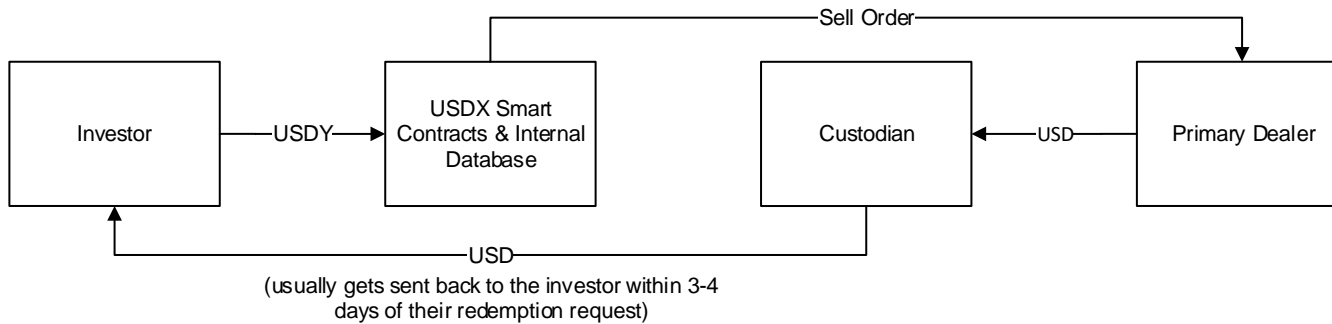 Sell Order
Investor
USDY
USDX Smart
Contracts & Internal
Database
Custodian
USD
Primary Dealer
USD
(usually gets sent back to the investor within 3-4
days of their redemption request)